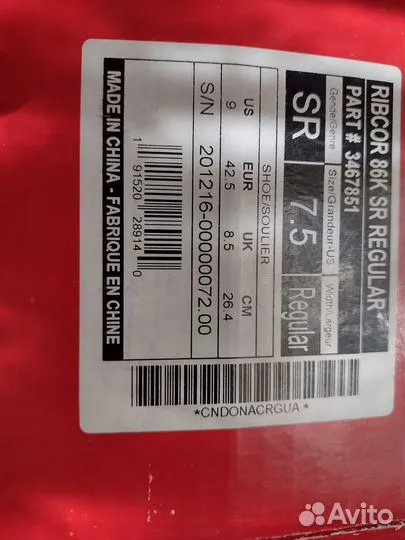 RIBCOR 86K SR REGULAR
PART # 3467851
Gender/Genre Size/Grandeur-US Width/Largeur
SR 7.5 Regular
SHOE/SOULIER
US EUR UK CM
9 42.5 8.5 26.4
S/N 201216-00000072.00
1 91520 28914 0
MADE IN CHINA - FABRIQUE EN CHINE
*CNDONACRGUA*
Avito